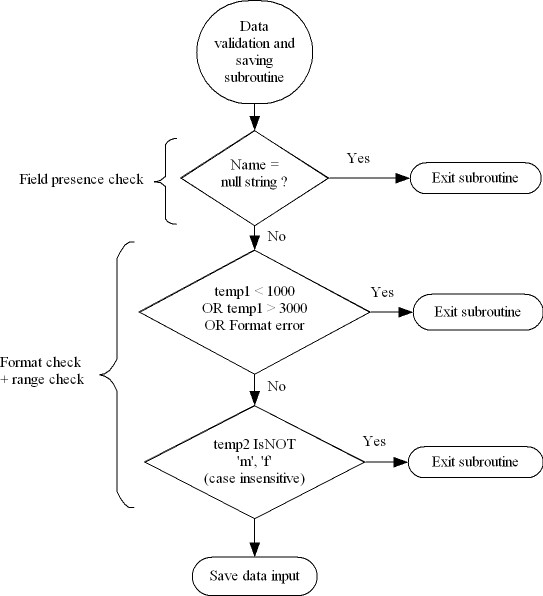 Data
validation and
saving
subroutine
Name =
null string ?
Yes
Exit subroutine
Field presence check
No
temp1 < 1000
OR temp1 > 3000
OR Format error
Yes
Exit subroutine
Format check
+ range check
No
temp2 IsNOT
'm', 'f'
(case insensitive)
Yes
Exit subroutine
Save data input